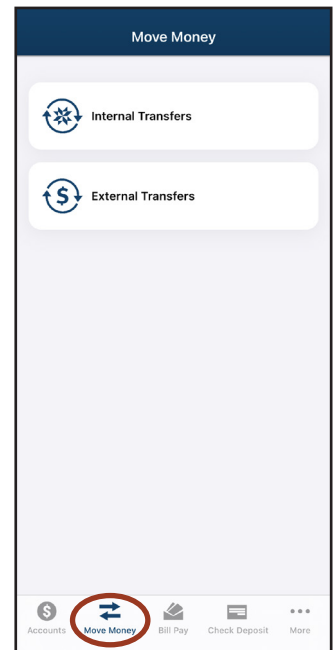 Move Money
Internal Transfers
$ External Transfers
$
Accounts Move Money Bill Pay Check Deposit More